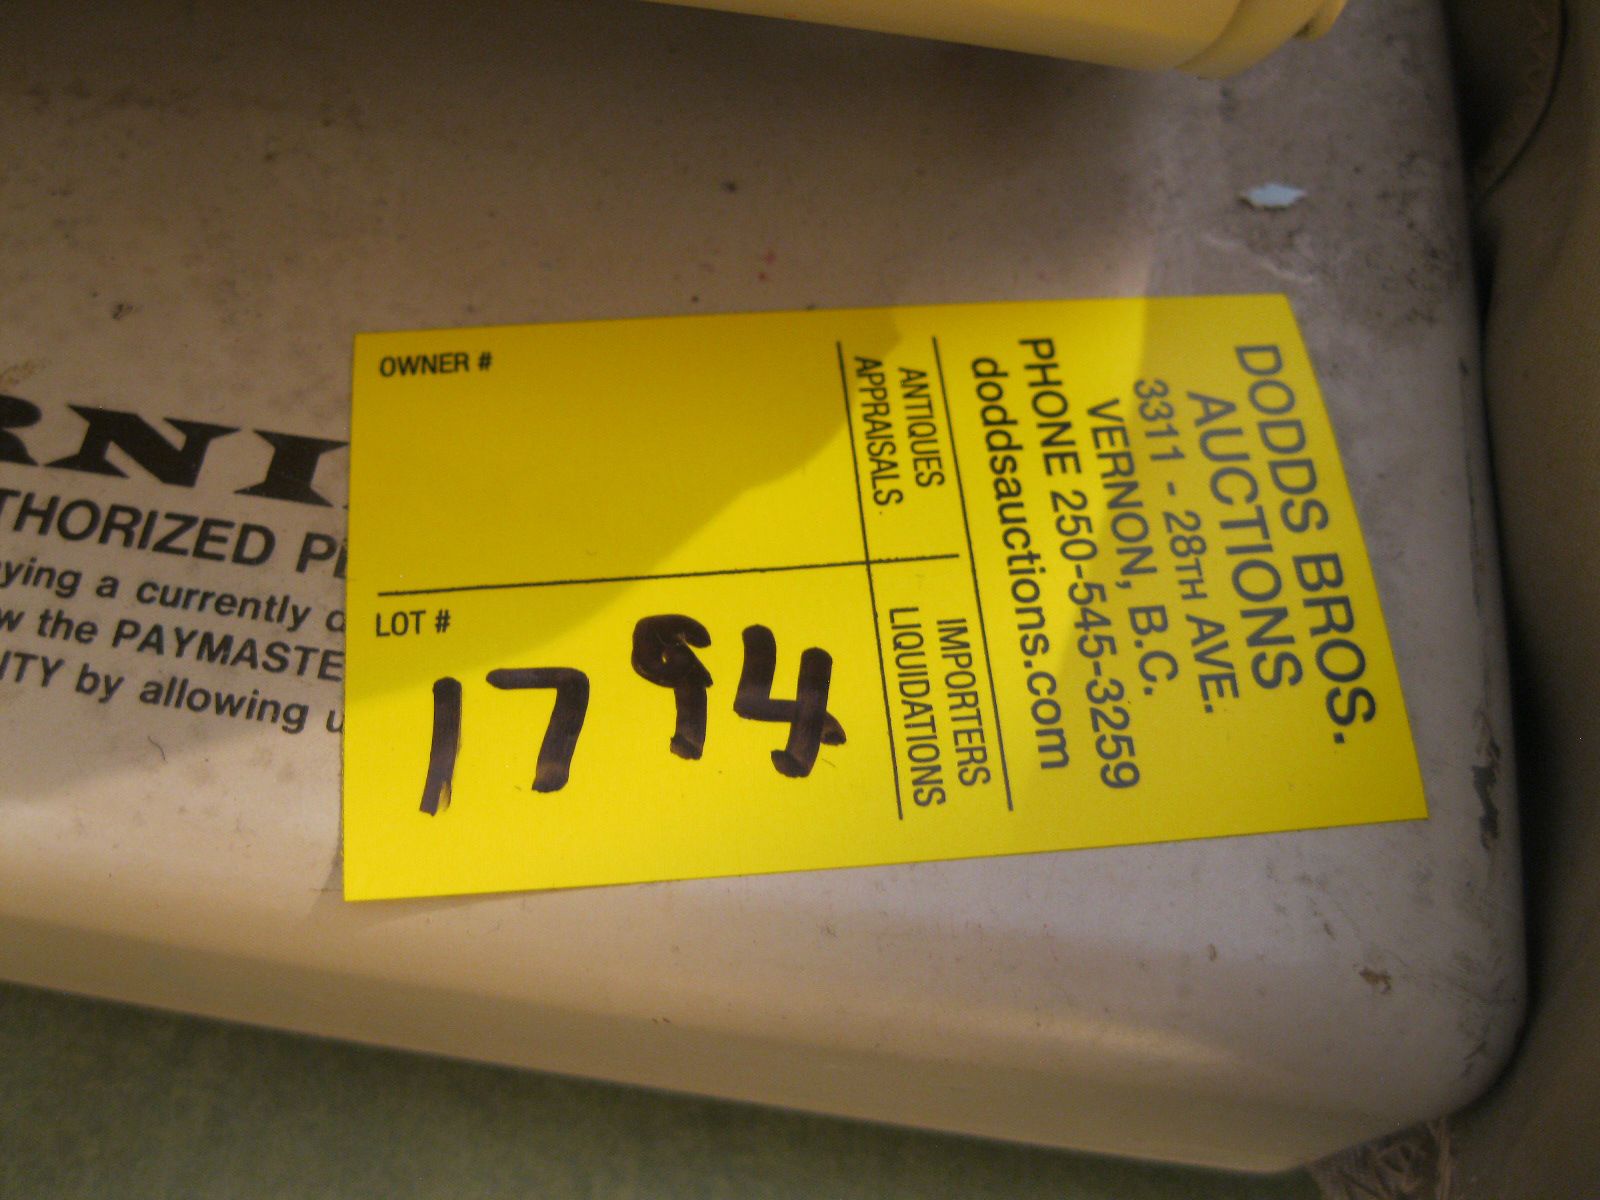 DODDS BROS.
AUCTIONS
3311 - 28TH AVE.
VERNON, B.C.
PHONE 250-545-3259
doddsauctions.com
ANTIQUES IMPORTERS
APPRAISALS LIQUIDATIONS
OWNER #
LOT #
1794
RNI
THORIZED P
ying a currently
w the PAYMASTE
ITY by allowing